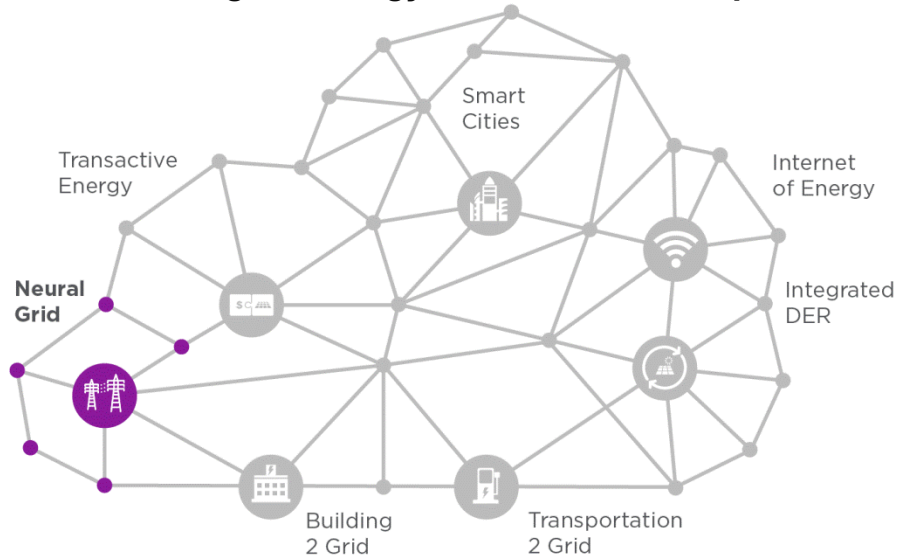 Smart
Cities
Transactive
Energy
Internet
of Energy
Neural
Grid
Integrated
DER
Building
2 Grid
Transportation
2 Grid